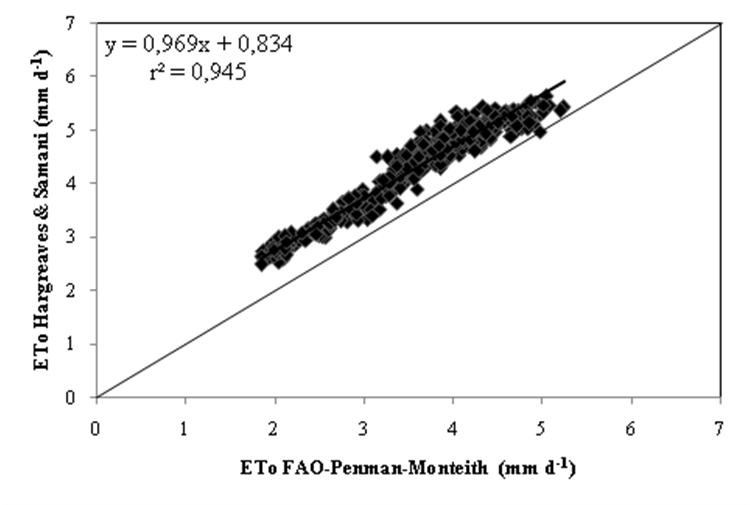 y = 0,969x + 0,834
r² = 0,945
7
6
5
4
3
2
1
0
ETo Hargreaves & Samani (mm d⁻¹)
0 1 2 3 4 5 6 7
ETo FAO-Penman-Monteith (mm d⁻¹)